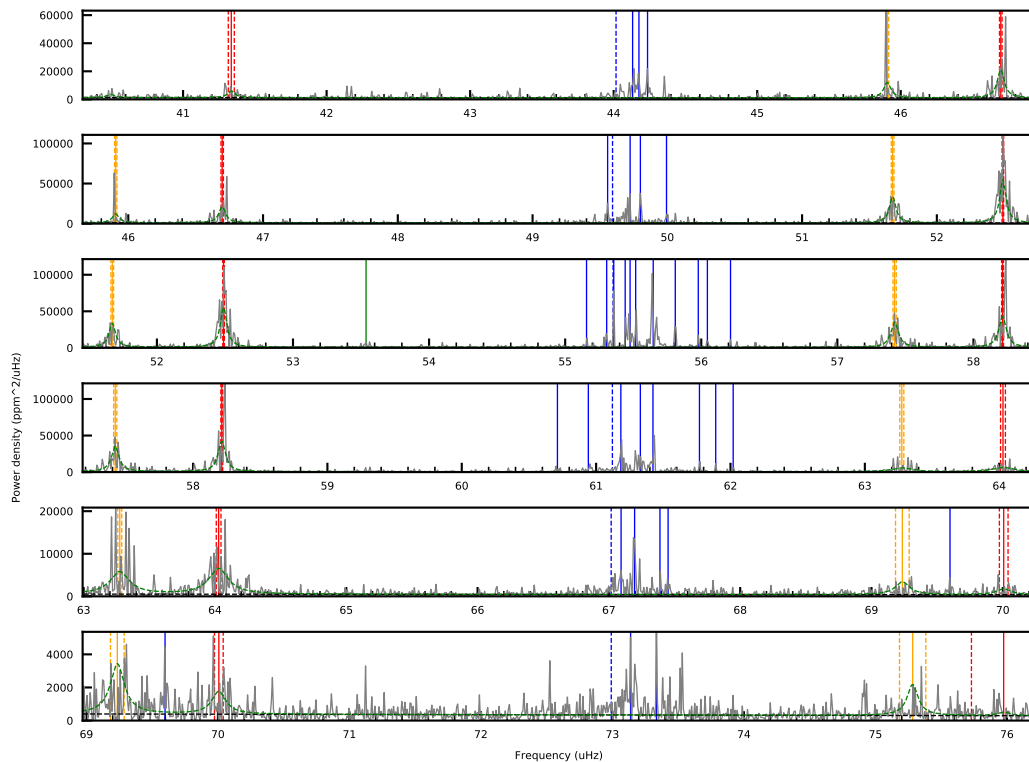 60000
40000
20000
0
41 42 43 44 45 46
100000
50000
0
46 47 48 49 50 51 52
100000
50000
0
52 53 54 55 56 57 58
100000
50000
0
58 59 60 61 62 63 64
Power density (ppm^2/uHz)
20000
10000
0
63 64 65 66 67 68 69 70
4000
2000
0
69 70 71 72 73 74 75 76
Frequency (uHz)